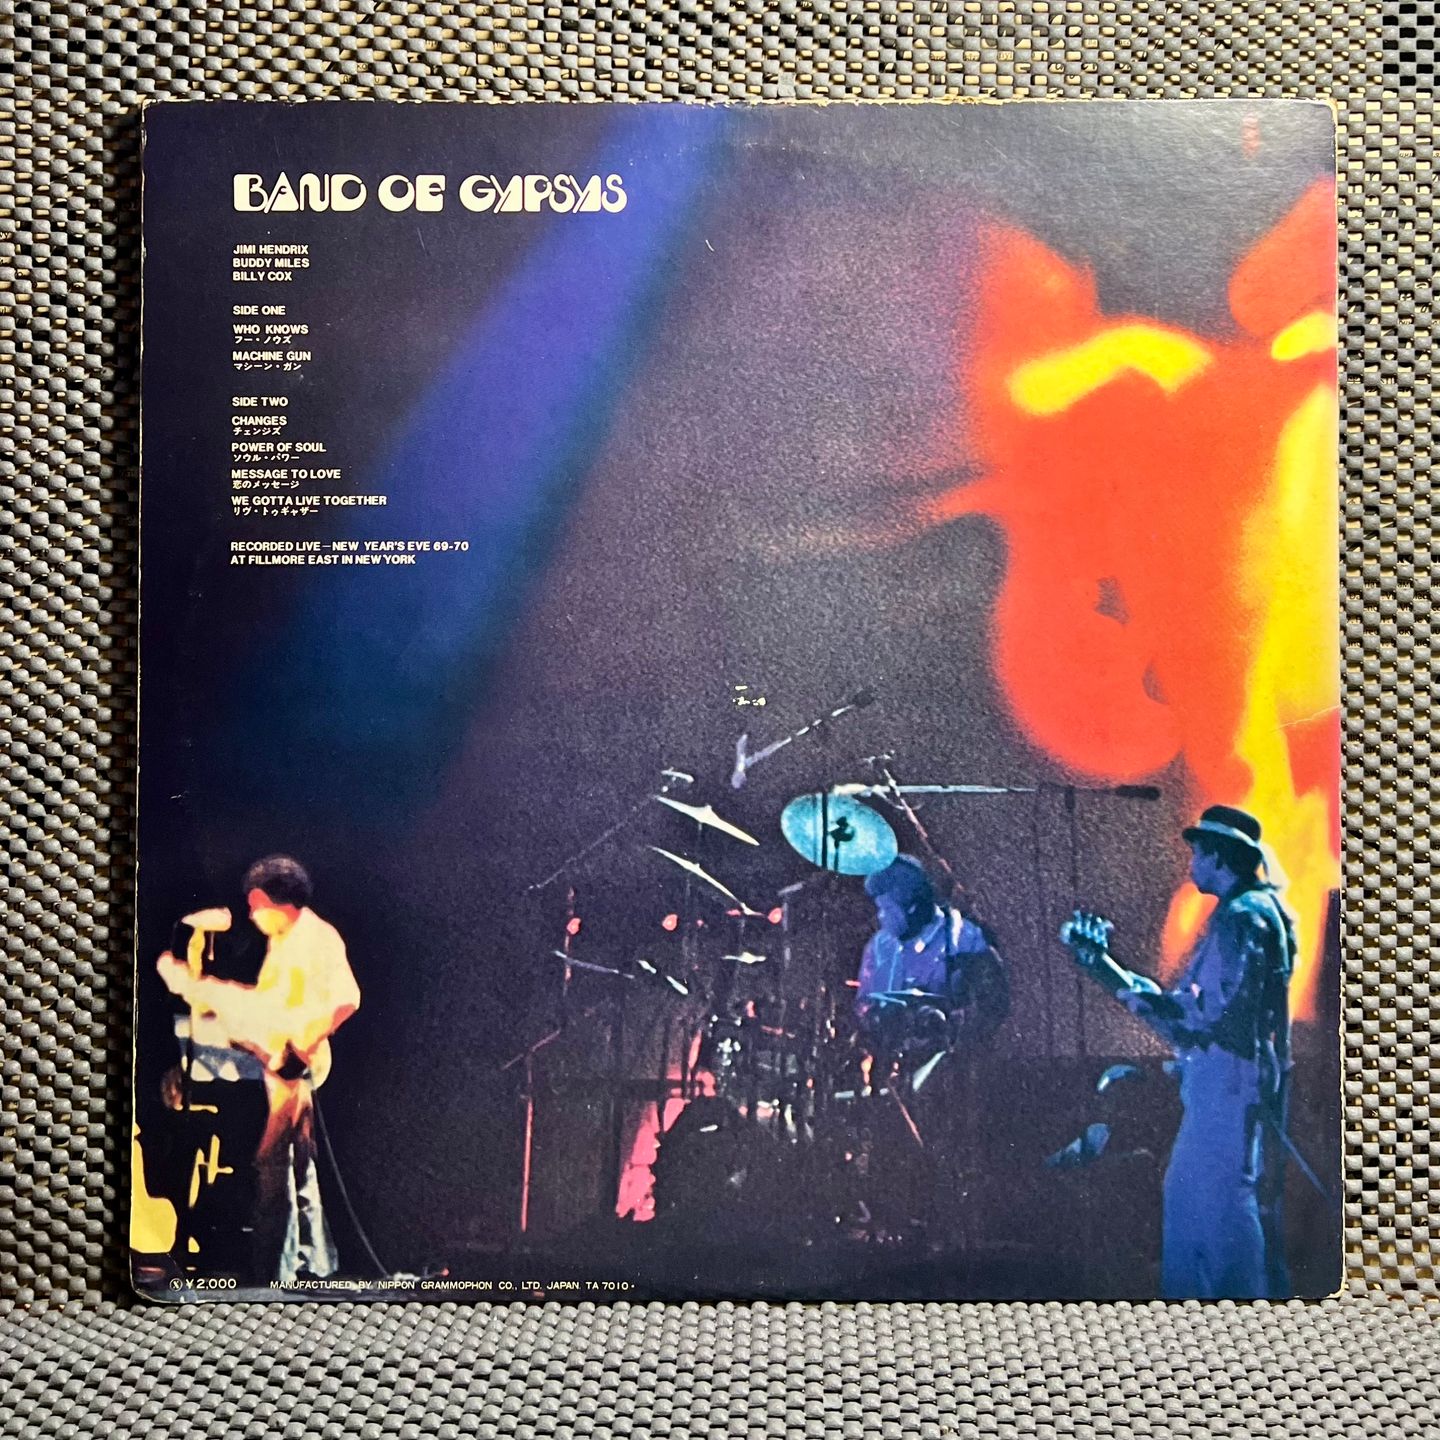 BAND OF GYPSYS
JIMI HENDRIX
BUDDY MILES
BILLY COX
SIDE ONE
WHO KNOWS
フー・ノウズ
MACHINE GUN
マシーン・ガン
SIDE TWO
CHANGES
チェンジズ
POWER OF SOUL
ソウル・パワー
MESSAGE TO LOVE
恋のメッセージ
WE GOTTA LIVE TOGETHER
リヴ・トゥギャザー
RECORDED LIVE—NEW YEAR'S EVE 69-70
AT FILLMORE EAST IN NEW YORK
Ⓧ ¥2,000 MANUFACTURED BY NIPPON GRAMMOPHON CO., LTD. JAPAN. TA 7010•